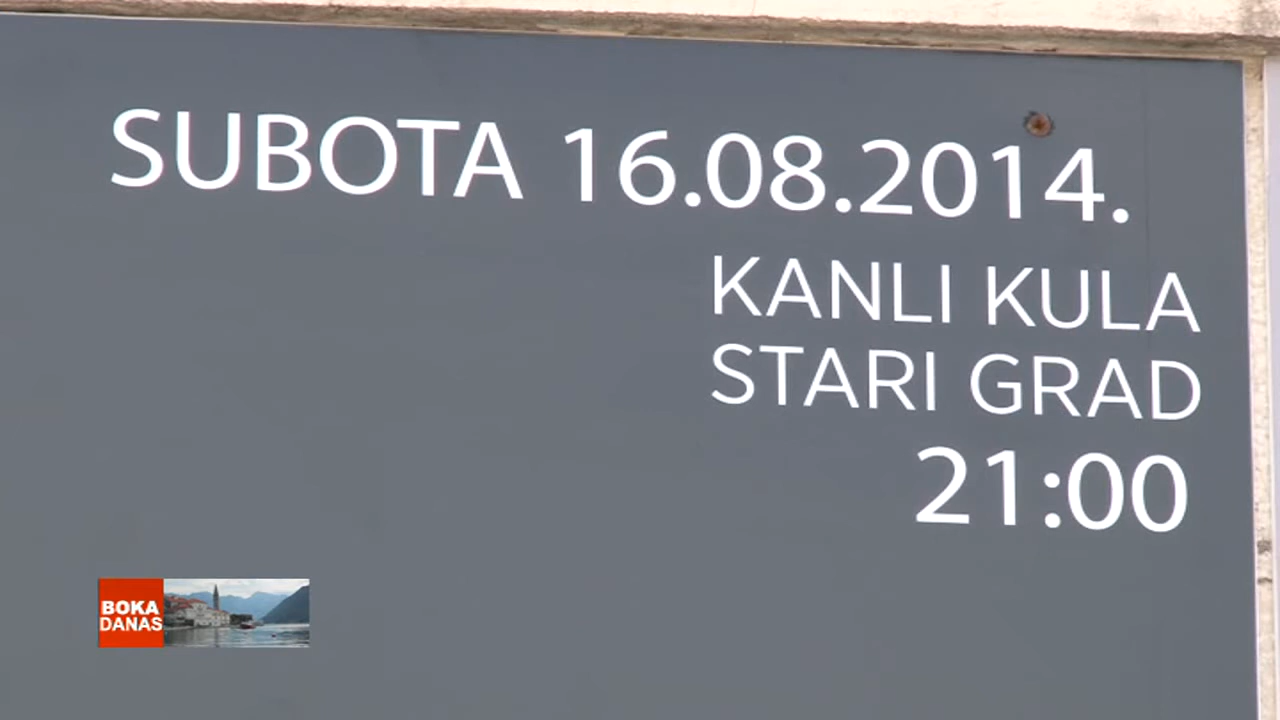 SUBOTA 16.08.2014.
KANLI KULA
STARI GRAD
21:00
BOKA
DANAS